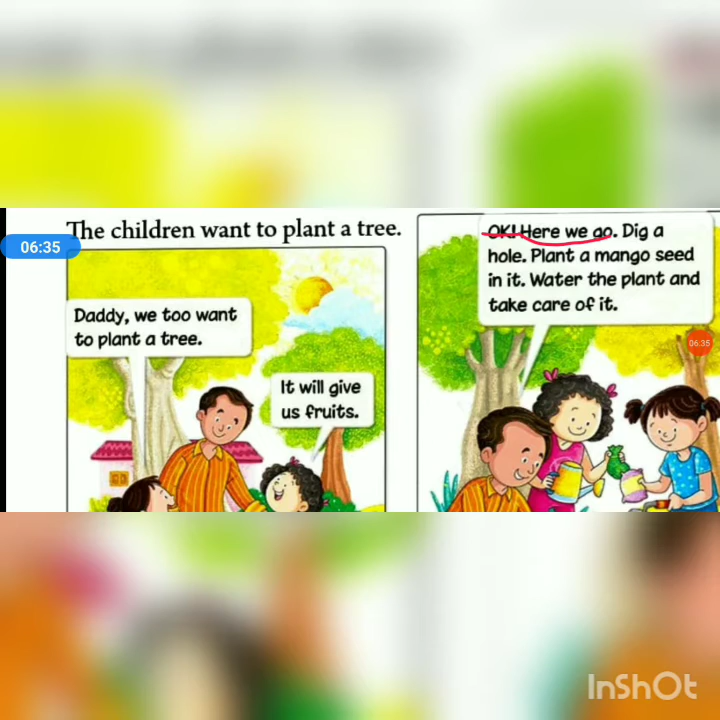 The children want to plant a tree.
06:35
Daddy, we too want
to plant a tree.
It will give
us fruits.
OK! Here we go. Dig a
hole. Plant a mango seed
in it. Water the plant and
take care of it.
06:35
InShOt